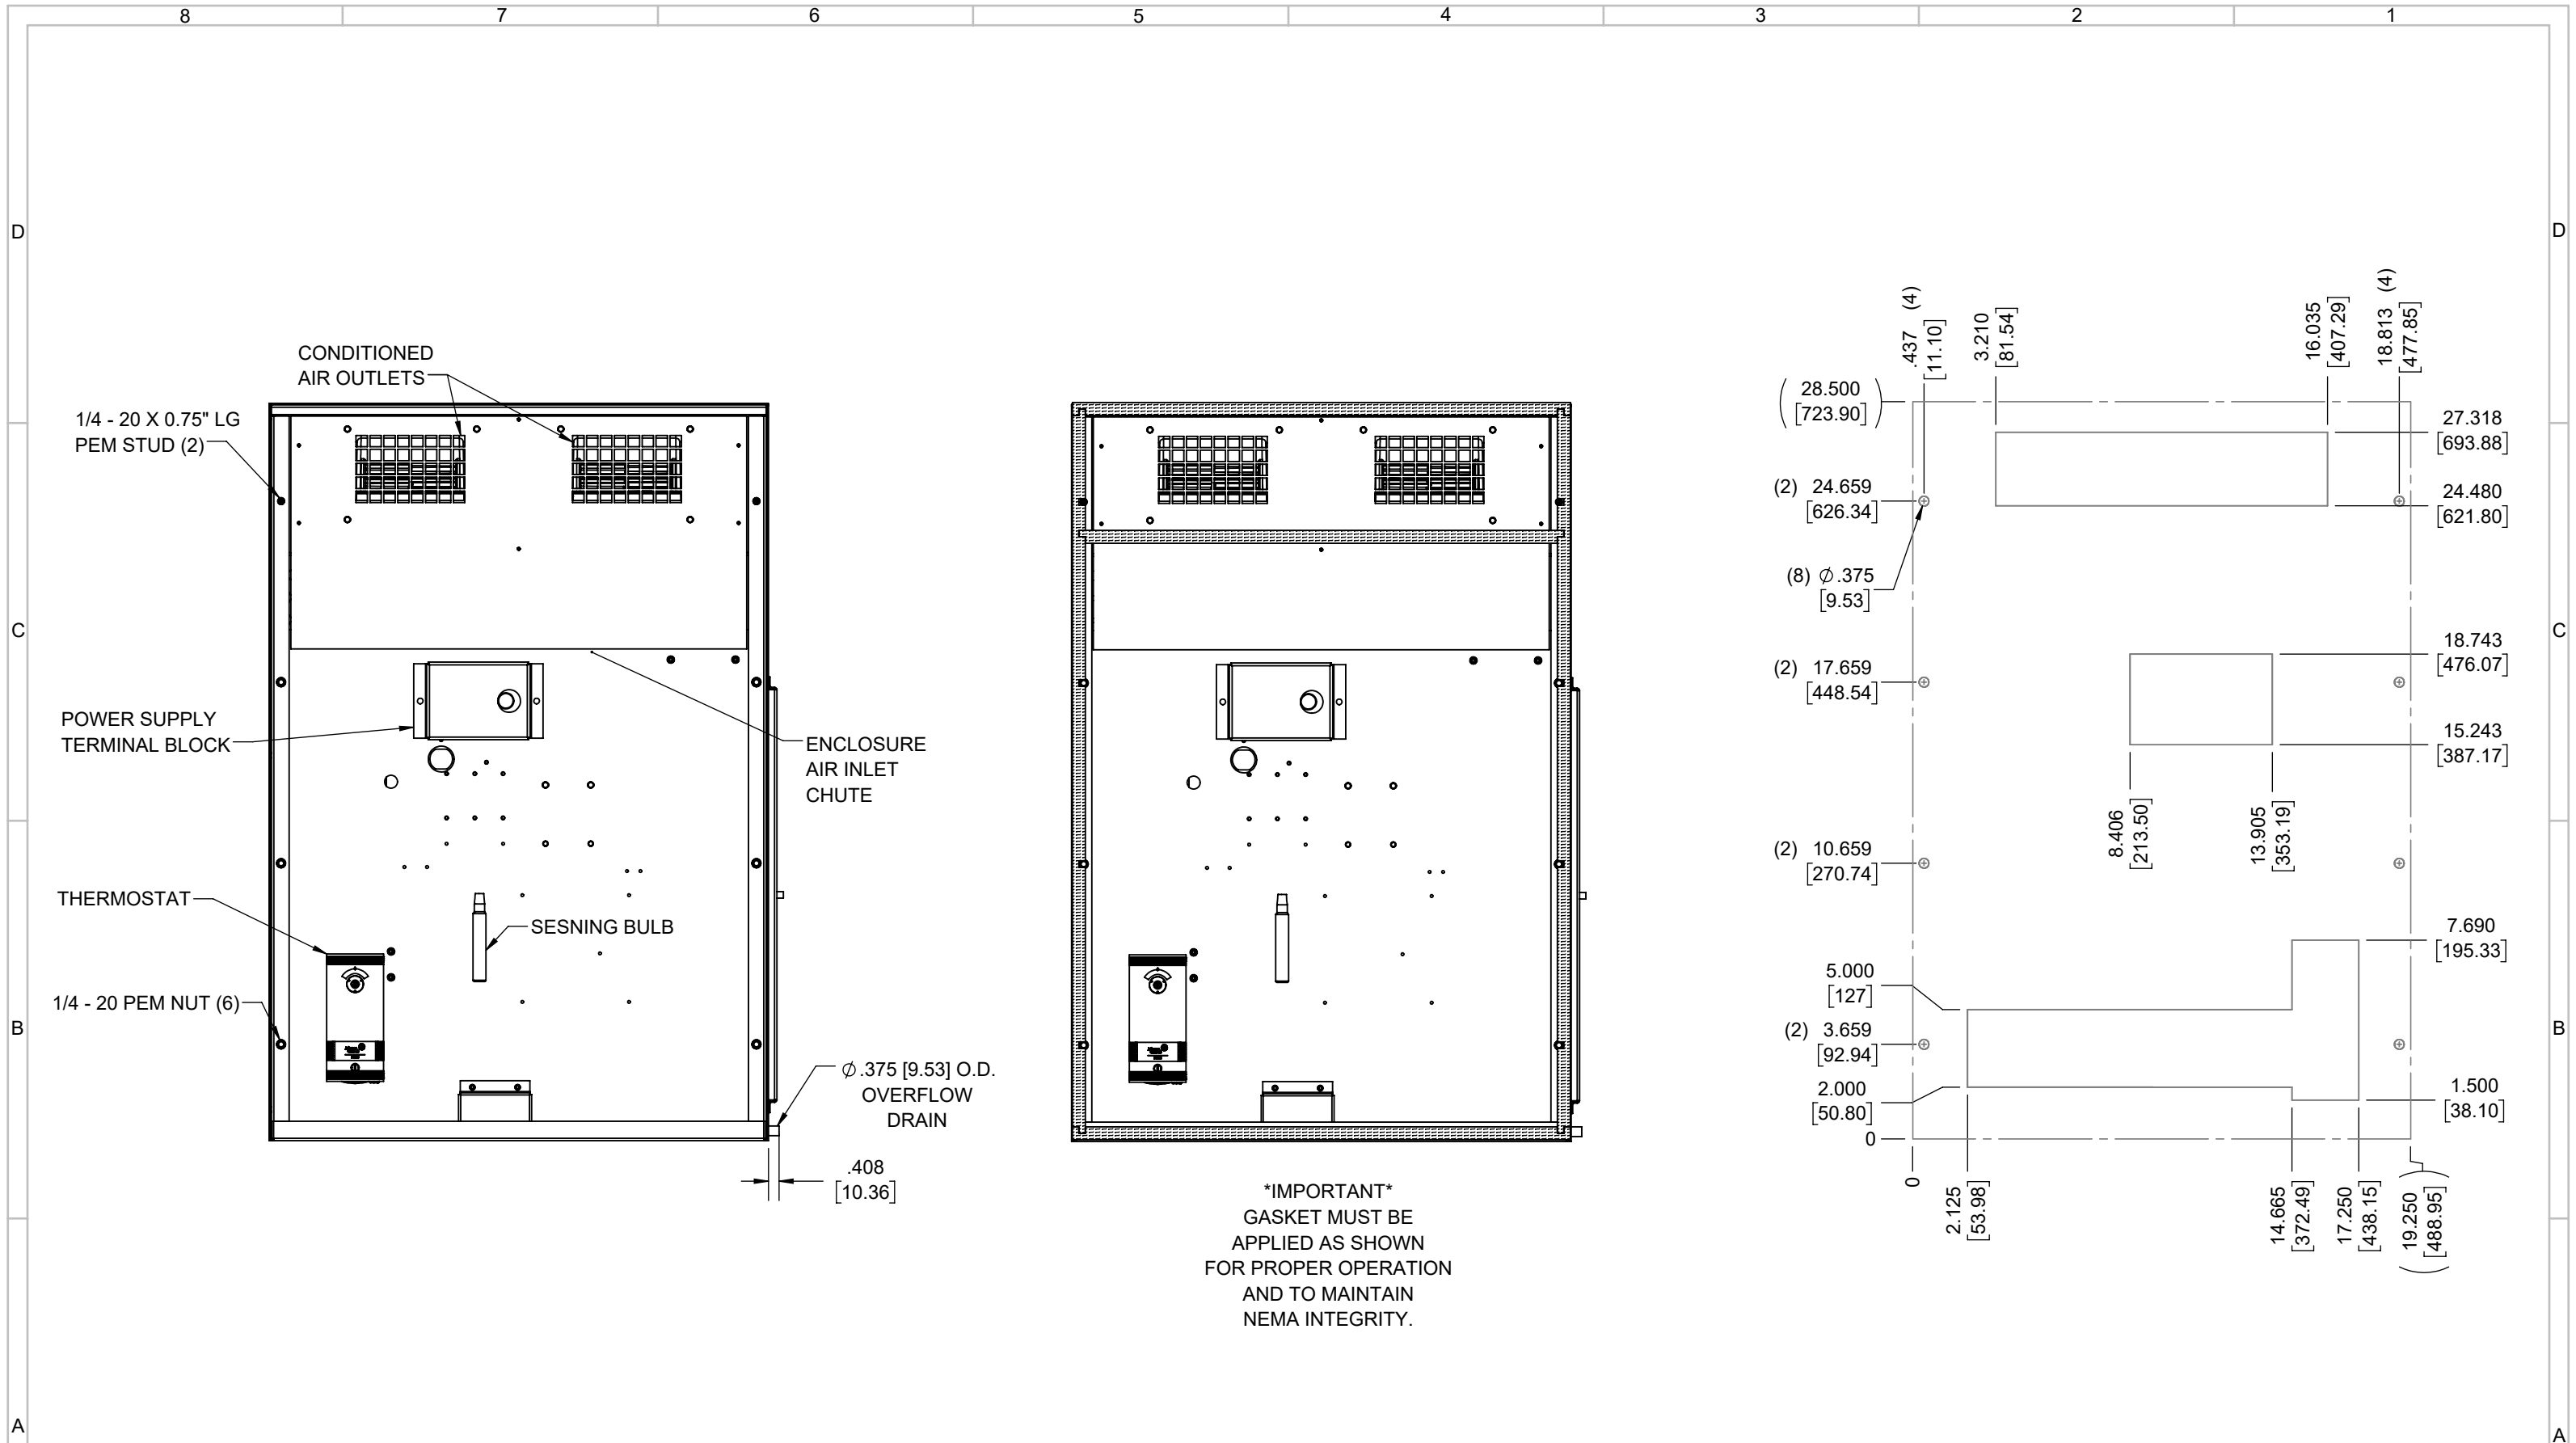 8 7 6 5 4 3 2 1
D
D
C
C
B
B
A
A
CONDITIONED
AIR OUTLETS
1/4 - 20 X 0.75" LG
PEM STUD (2)
POWER SUPPLY
TERMINAL BLOCK
ENCLOSURE
AIR INLET
CHUTE
THERMOSTAT
SESNING BULB
1/4 - 20 PEM NUT (6)
Ø.375 [9.53] O.D.
OVERFLOW
DRAIN
.408
[10.36]
*IMPORTANT*
GASKET MUST BE
APPLIED AS SHOWN
FOR PROPER OPERATION
AND TO MAINTAIN
NEMA INTEGRITY.
.437 (4)
[11.10]
3.210
[81.54]
16.035
[407.29]
18.813 (4)
[477.85]
(28.500
[723.90])
27.318
[693.88]
(2) 24.659
[626.34]
24.480
[621.80]
(8) Ø.375
[9.53]
(2) 17.659
[448.54]
18.743
[476.07]
15.243
[387.17]
8.406
[213.50]
13.905
[353.19]
(2) 10.659
[270.74]
7.690
[195.33]
5.000
[127]
(2) 3.659
[92.94]
2.000
[50.80]
1.500
[38.10]
0
0
2.125
[53.98]
14.665
[372.49]
17.250
[438.15]
(19.250
[488.95])